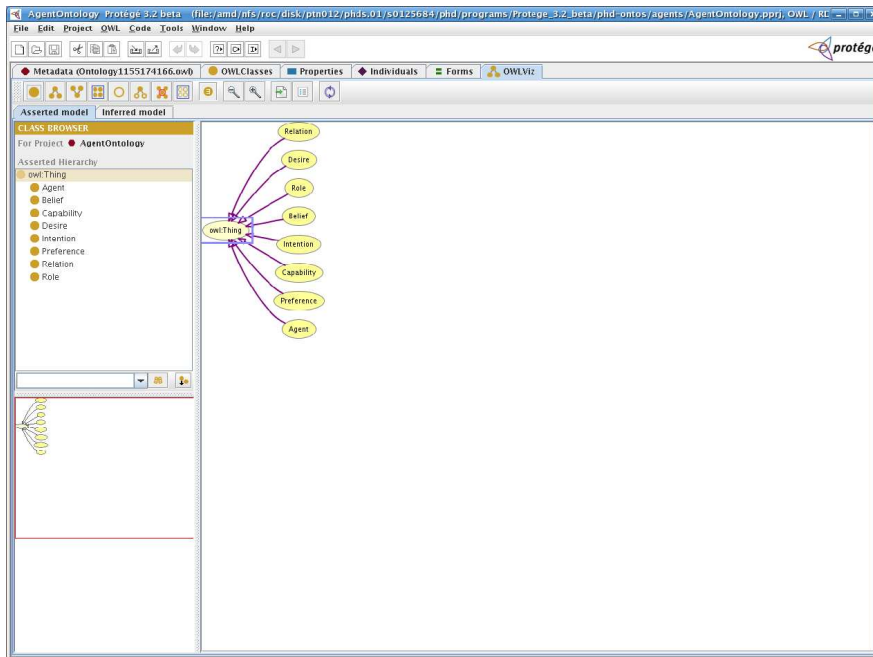 AgentOntology Protégé 3.2 beta (file:/amd/nfs/roc/disk/ptn012/phds.01/s0125684/phd/programs/Protege_3.2_beta/phd-ontos/agents/AgentOntology.pprj, OWL /
File Edit Project OWL Code Tools Window Help
protégé
Metadata (Ontology1155174166.owl) OWLClasses Properties Individuals Forms OWLViz
Asserted model Inferred model
CLASS BROWSER
For Project AgentOntology
Asserted Hierarchy
owl:Thing
Agent
Belief
Capability
Desire
Intention
Preference
Relation
Role
Relation
Desire
Role
Belief
owl:Thing
Intention
Capability
Preference
Agent